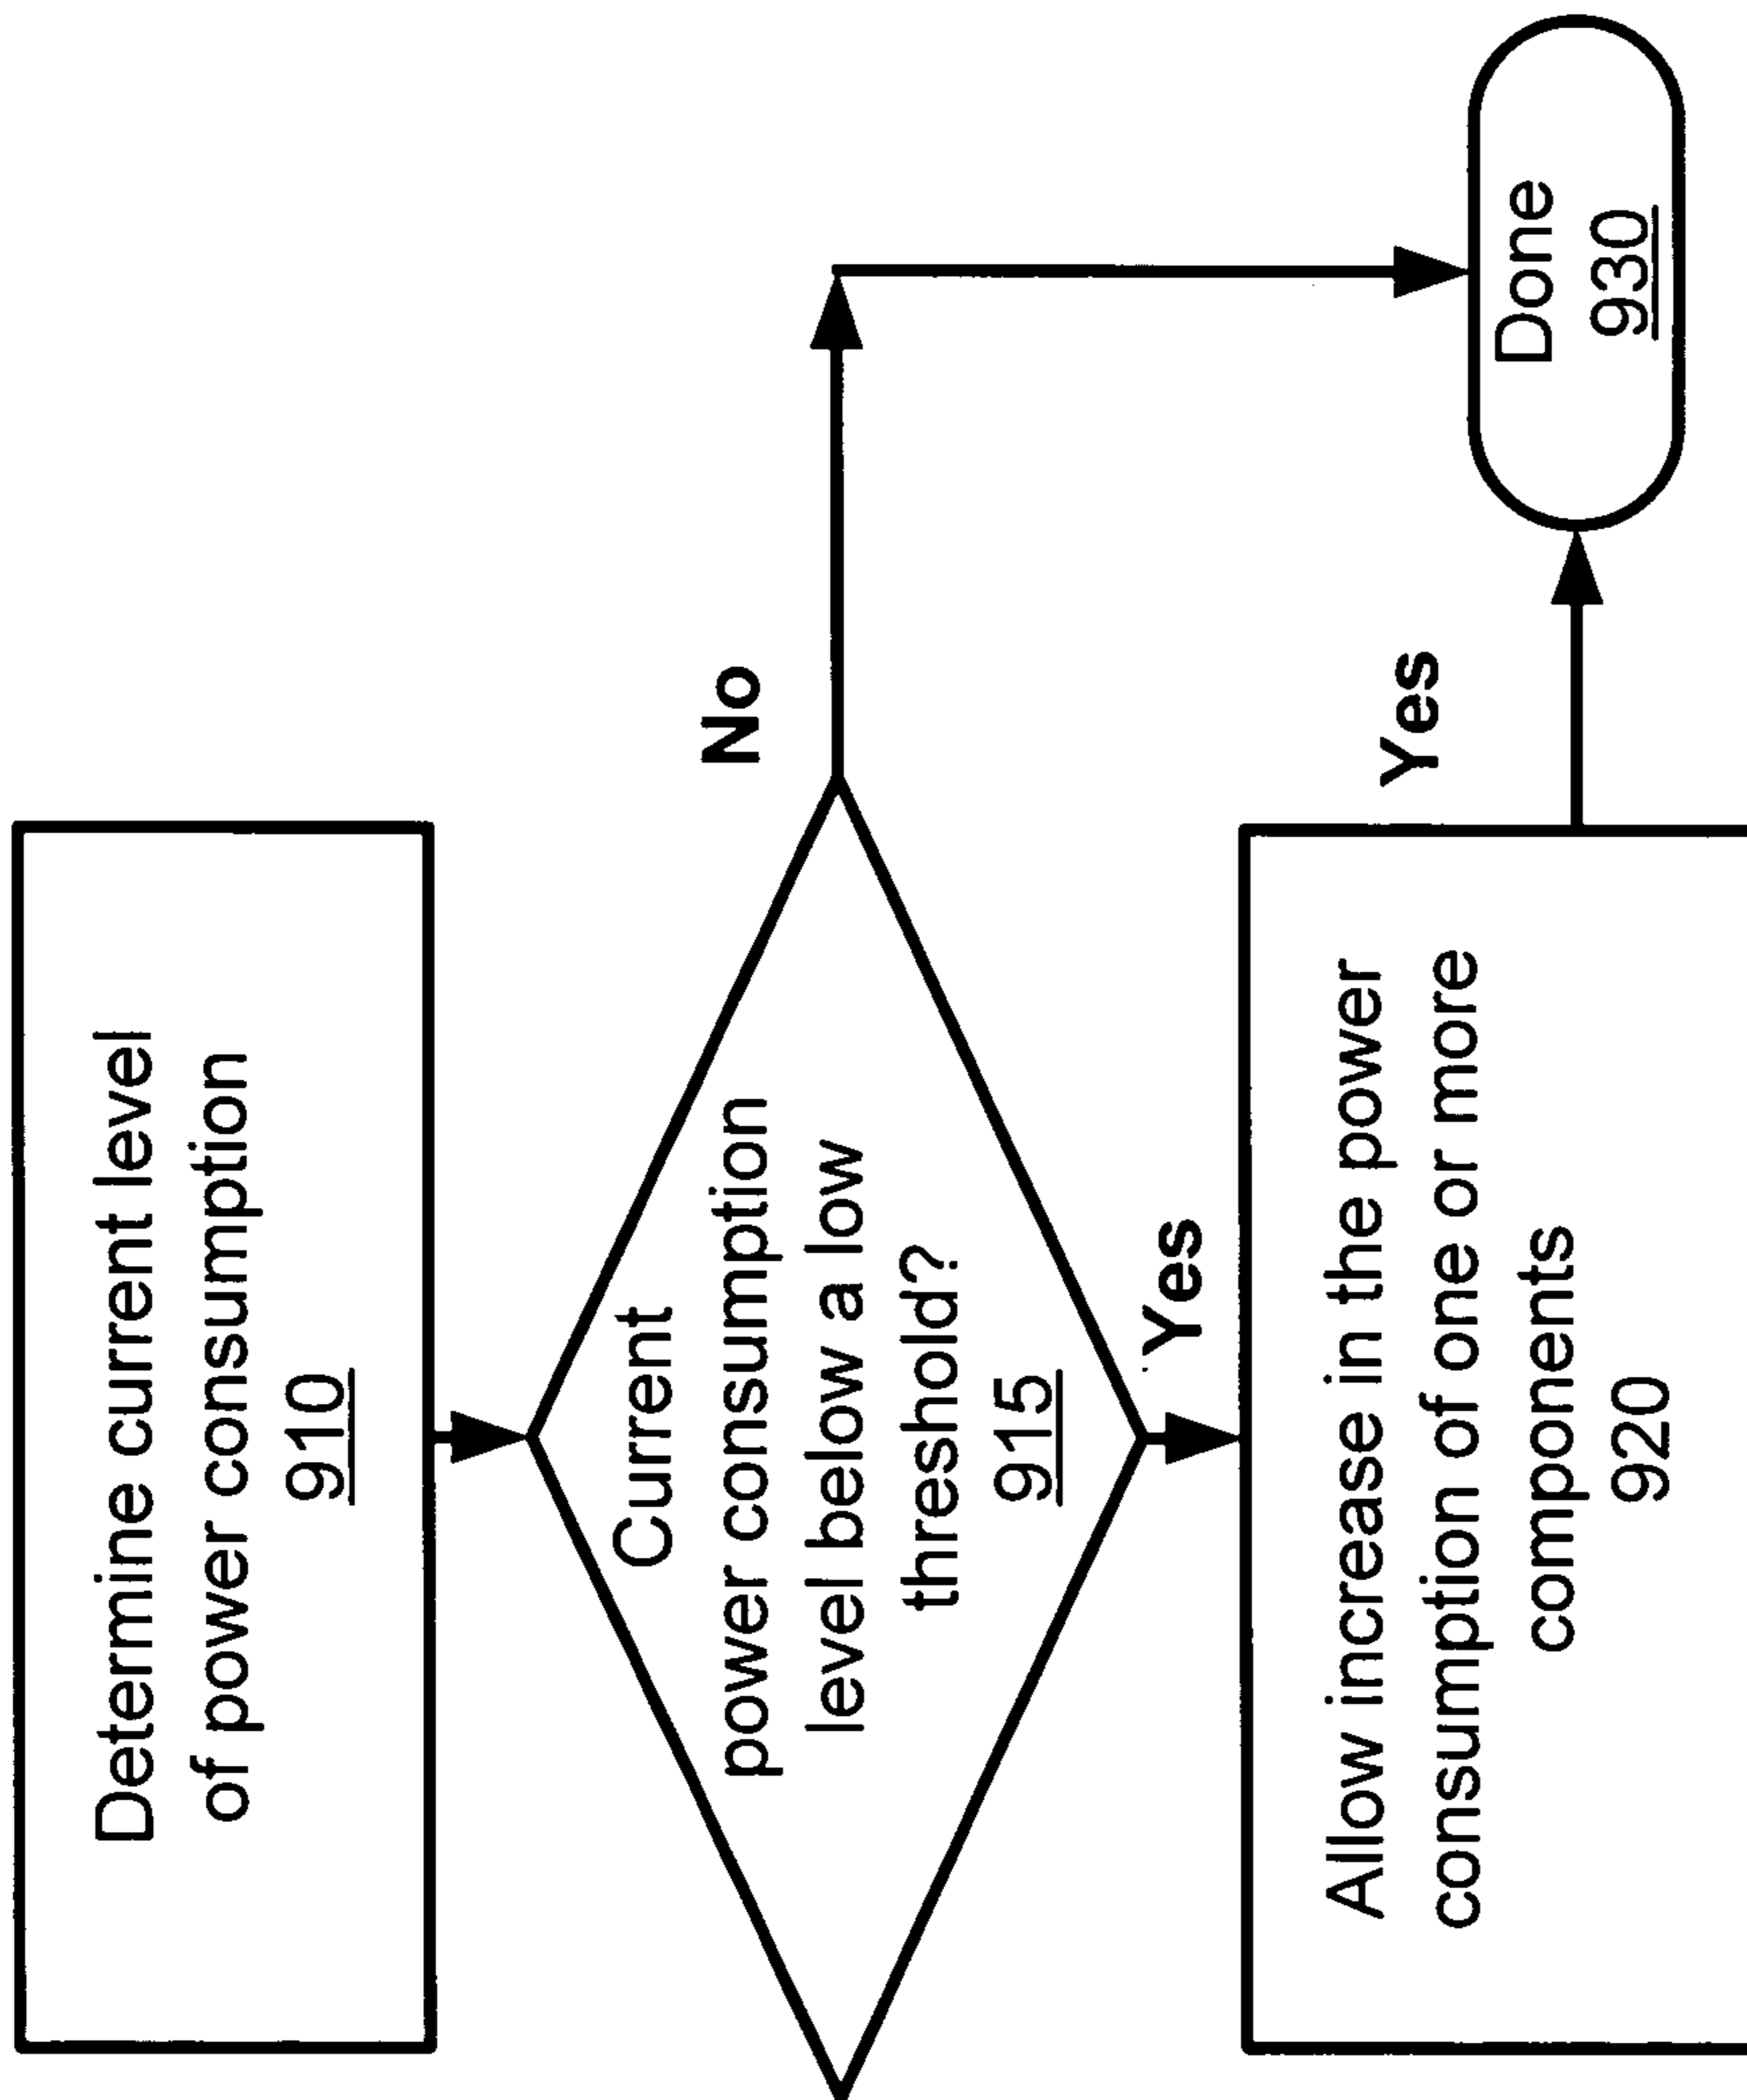 Determine current level
of power consumption
910
Current
power consumption
level below a low
threshold?
915
No
Yes
Allow increase in the power
consumption of one or more
components
920
Yes
Done
930